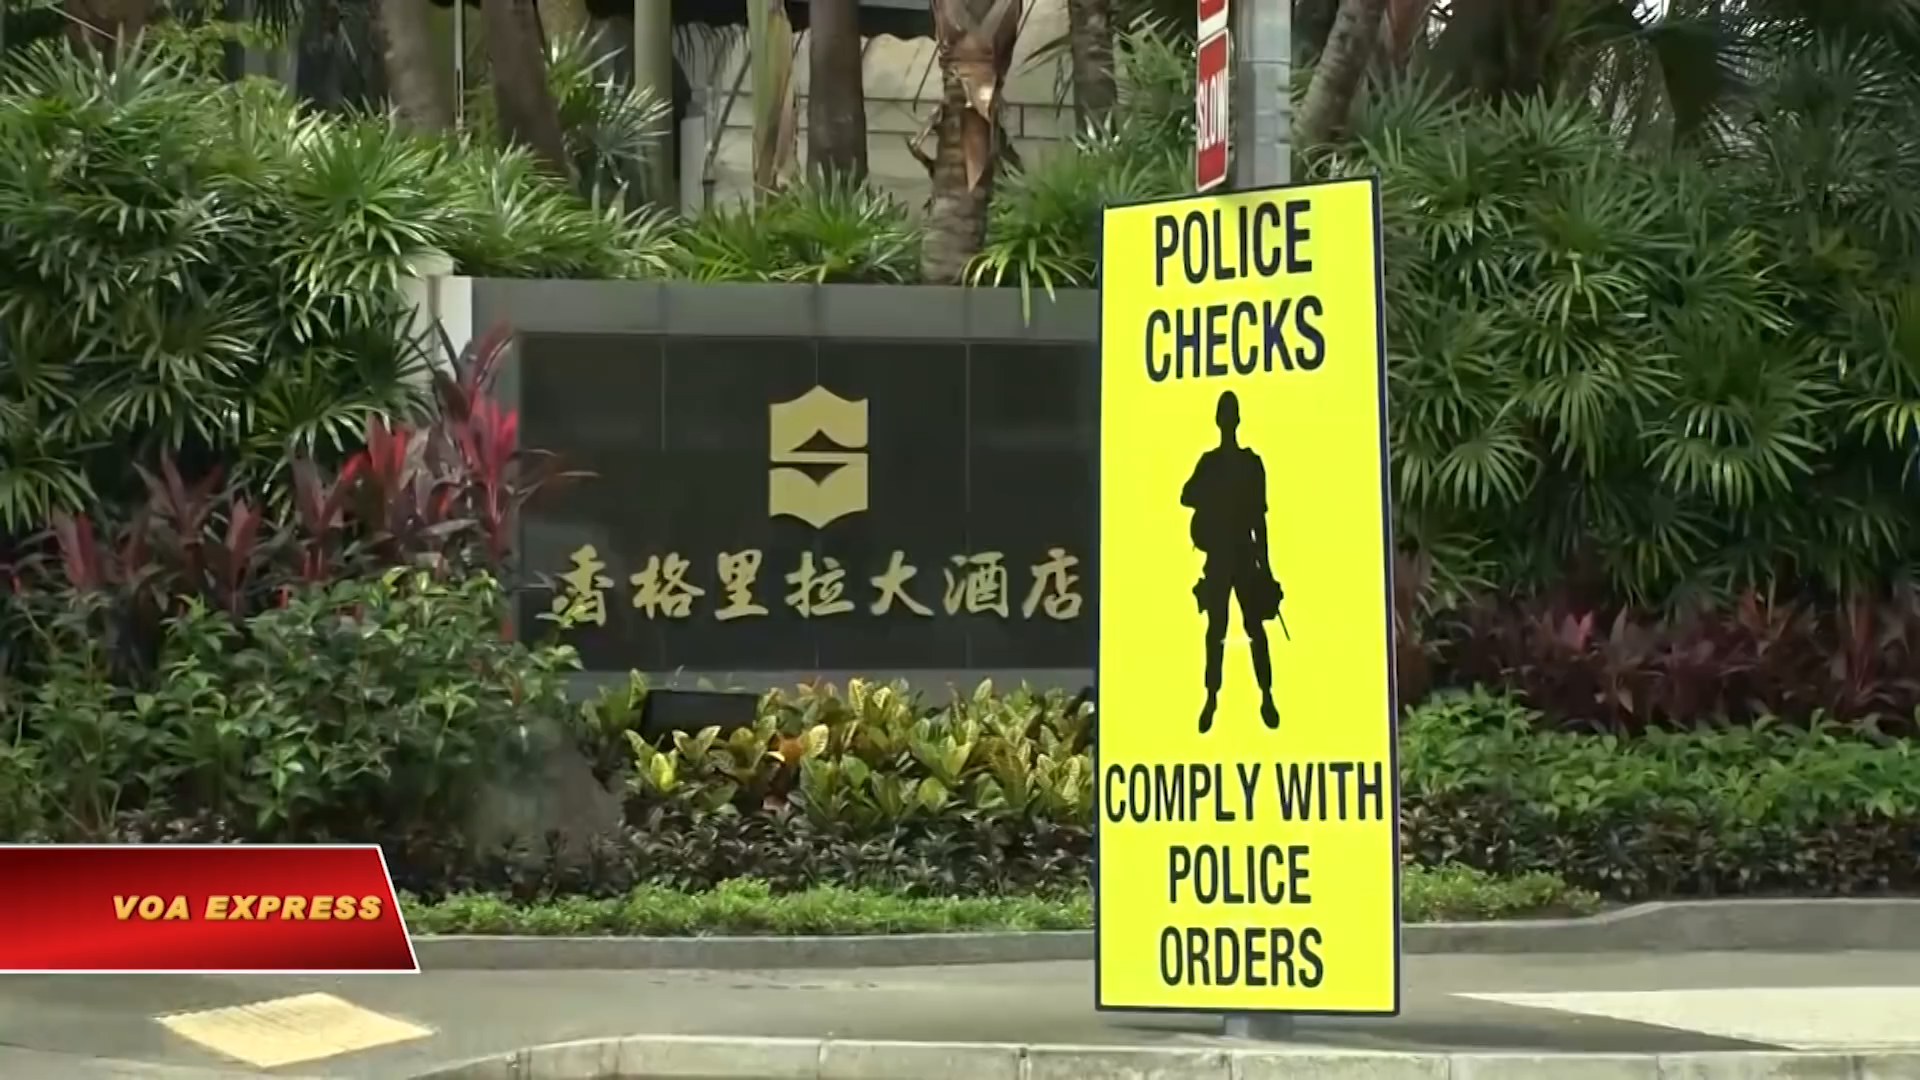 SLOW
POLICE
CHECKS
香格里拉大酒店
COMPLY WITH
POLICE
ORDERS
VOA EXPRESS